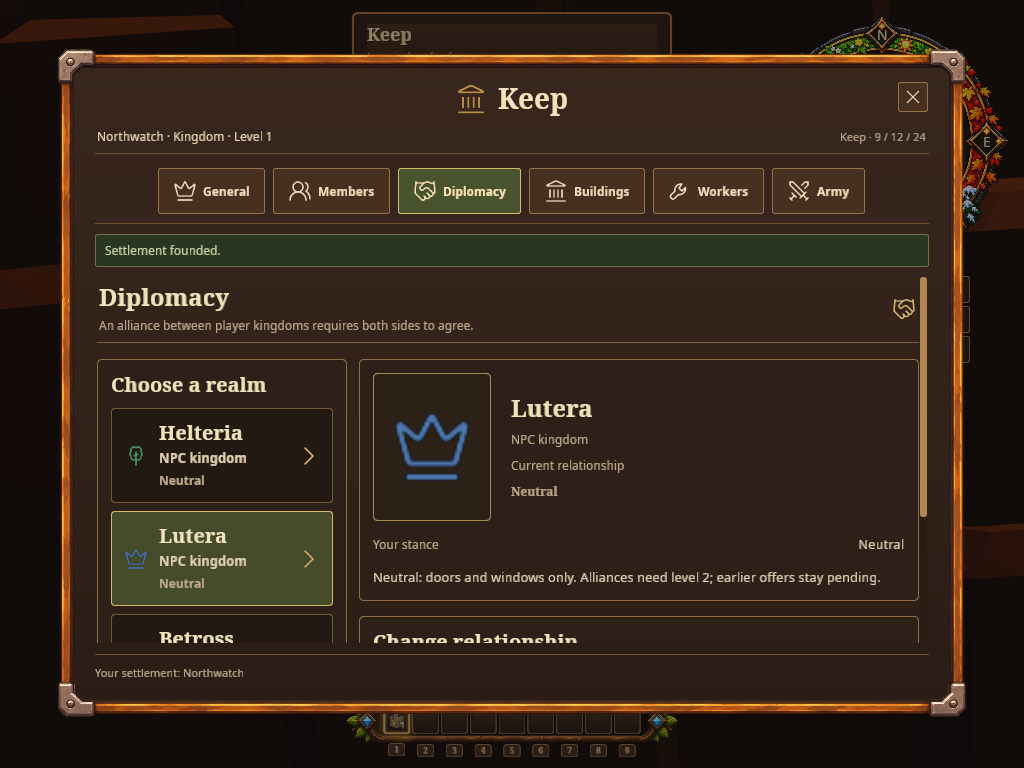 Keep
N
E
Keep
Northwatch · Kingdom · Level 1
Keep · 9 / 12 / 24
General
Members
Diplomacy
Buildings
Workers
Army
Settlement founded.
Diplomacy
An alliance between player kingdoms requires both sides to agree.
Choose a realm
Helteria
NPC kingdom
Neutral
Lutera
NPC kingdom
Neutral
Betross
Lutera
NPC kingdom
Current relationship
Neutral
Your stance
Neutral
Neutral: doors and windows only. Alliances need level 2; earlier offers stay pending.
Change relationship
Your settlement: Northwatch
1 2 3 4 5 6 7 8 9